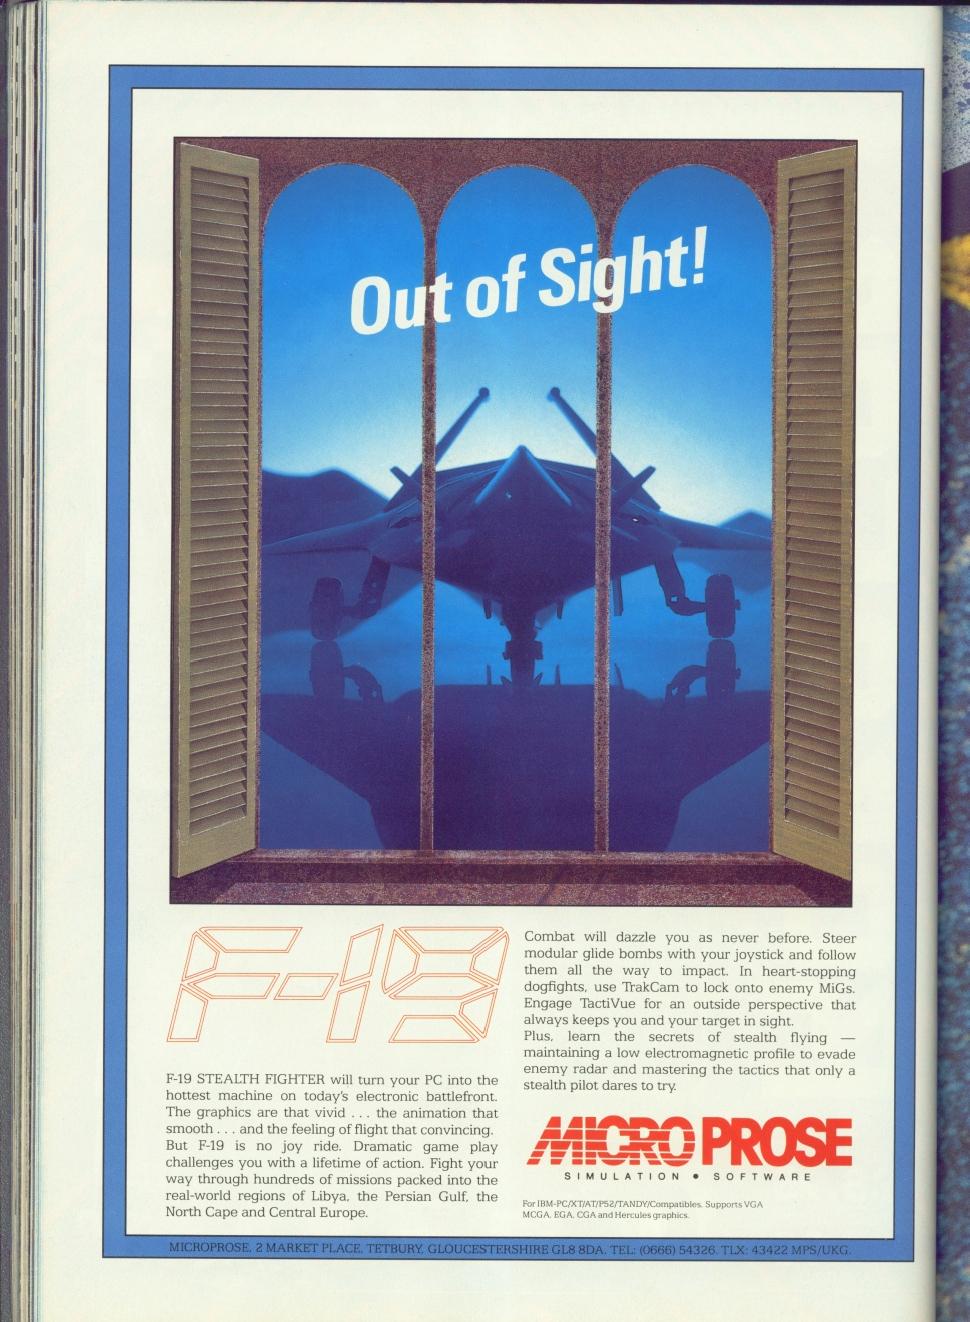 Out of Sight!
F-19
F-19 STEALTH FIGHTER will turn your PC into the
hottest machine on today's electronic battlefront.
The graphics are that vivid . . . the animation that
smooth . . . and the feeling of flight that convincing.
But F-19 is no joy ride. Dramatic game play
challenges you with a lifetime of action. Fight your
way through hundreds of missions packed into the
real-world regions of Libya, the Persian Gulf, the
North Cape and Central Europe.
Combat will dazzle you as never before. Steer
modular glide bombs with your joystick and follow
them all the way to impact. In heart-stopping
dogfights, use TrakCam to lock onto enemy MiGs.
Engage TactiVue for an outside perspective that
always keeps you and your target in sight.
Plus, learn the secrets of stealth flying —
maintaining a low electromagnetic profile to evade
enemy radar and mastering the tactics that only a
stealth pilot dares to try.
MICRO PROSE
SIMULATION • SOFTWARE
For IBM-PC/XT/AT/PS2/TANDY/Compatibles. Supports VGA
MCGA, EGA, CGA and Hercules graphics.
MICROPROSE, 2 MARKET PLACE, TETBURY, GLOUCESTERSHIRE GL8 8DA. TEL: (0666) 54326. TLX: 43422 MPS/UKG.